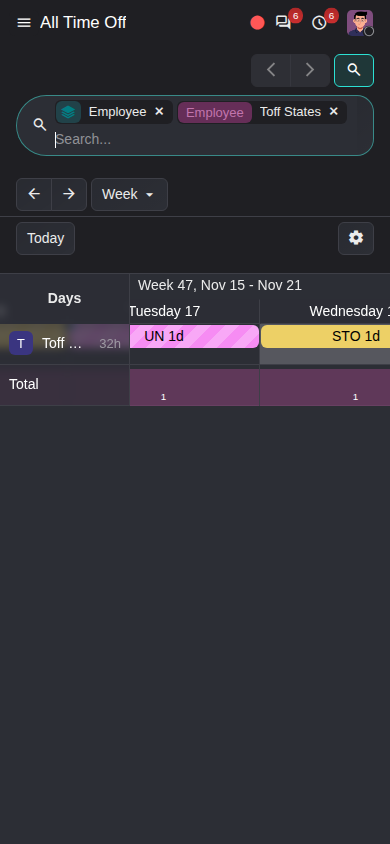 All Time Off
6
6
Employee ×
Employee Toff States ×
Search...
Week
Today
Days
Week 47, Nov 15 - Nov 21
Tuesday 17
Wednesday 1
T Toff … 32h
UN 1d
STO 1d
Total
1
1